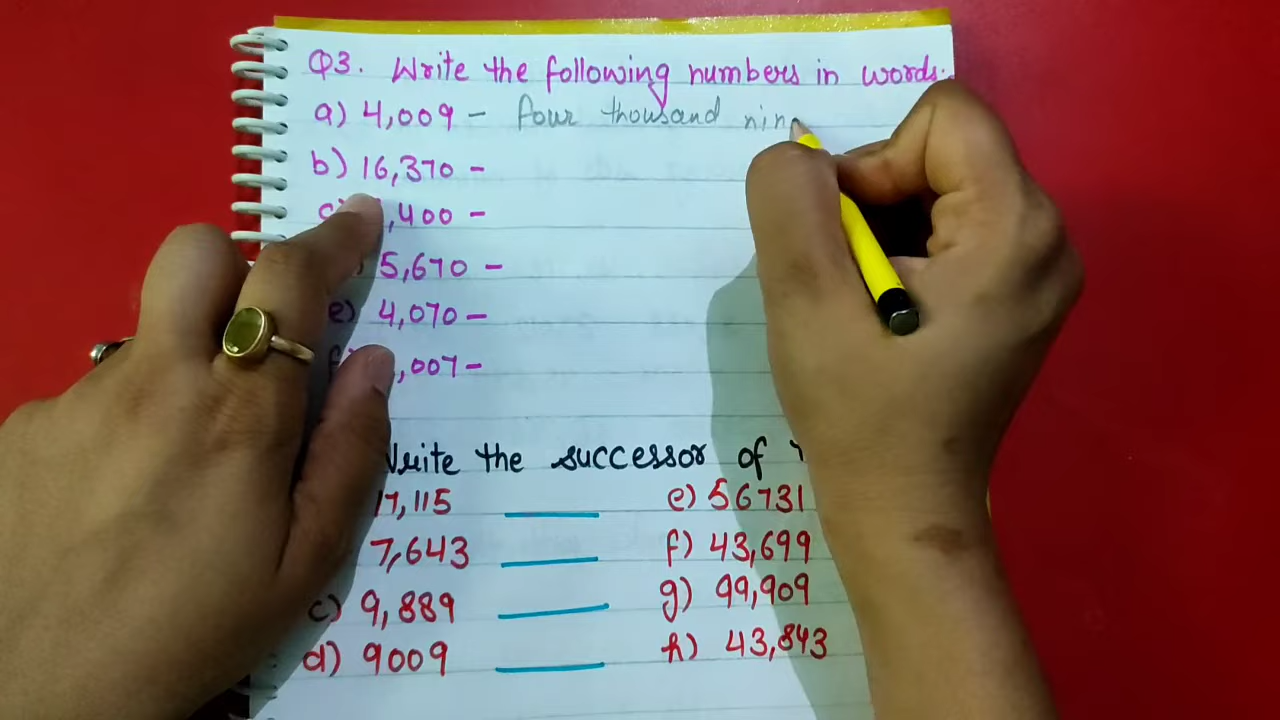 Q3. Write the following numbers in words.
a) 4,009 - four thousand nin
b) 16,370 -
,400 -
5,670 -
e) 4,070 -
,007 -
Write the successor of
17,115 e) 56731
7,643 f) 43,699
c) 9,889 g) 99,909
d) 9009 h) 43,843